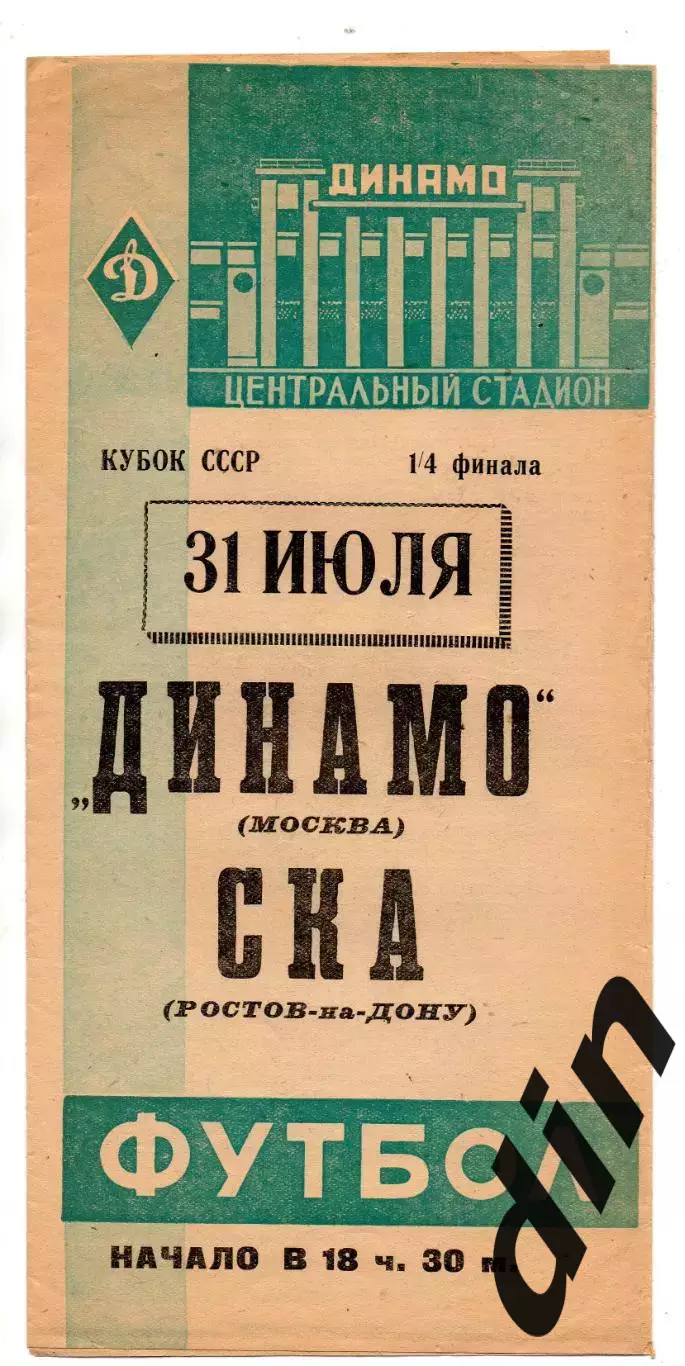 ДИНАМО
Д
ЦЕНТРАЛЬНЫЙ СТАДИОН
КУБОК СССР 1/4 финала
31 ИЮЛЯ
„ДИНАМО“
(МОСКВА)
СКА
(РОСТОВ-на-ДОНУ)
ФУТБОЛ
НАЧАЛО В 18 ч. 30 м.
din